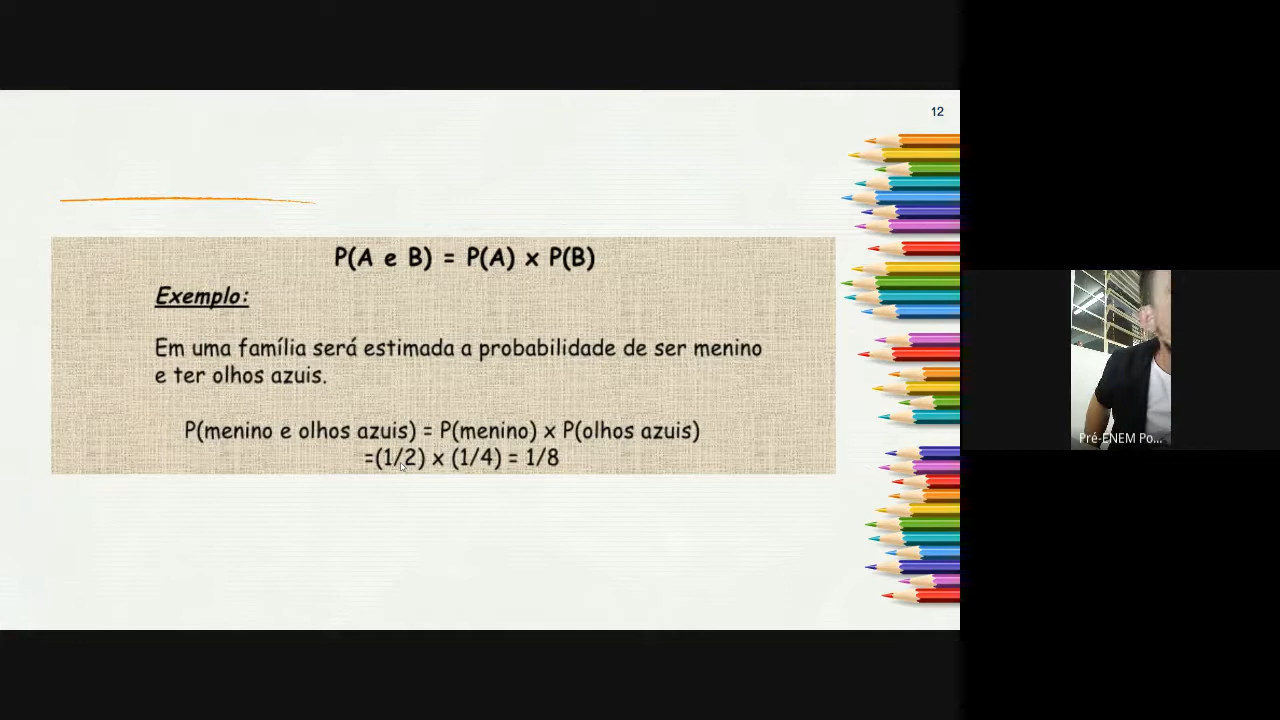 12
P(A e B) = P(A) x P(B)
Exemplo:
Em uma família será estimada a probabilidade de ser menino
e ter olhos azuis.
P(menino e olhos azuis) = P(menino) x P(olhos azuis)
=(1/2) x (1/4) = 1/8
Pré-ENEM Po...